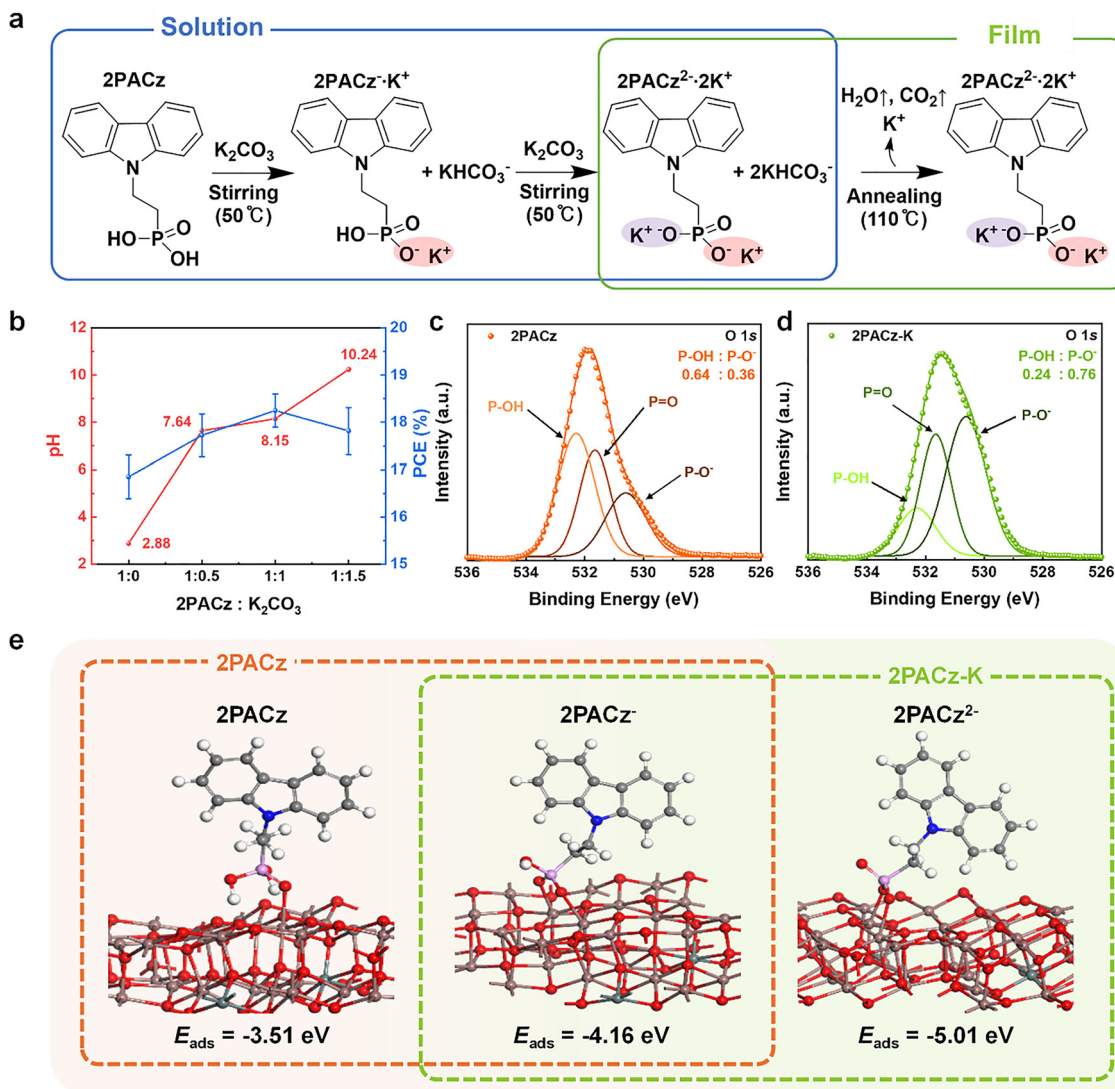 a
Solution
Film
2PACz
2PACz⁻·K⁺
2PACz²⁻·2K⁺
H₂O↑, CO₂↑
K⁺
2PACz²⁻·2K⁺
N
HO
P
O
OH
K₂CO₃
Stirring
(50℃)
N
HO
P
O
O⁻ K⁺
+ KHCO₃⁻
K₂CO₃
Stirring
(50℃)
N
K⁺ ⁻O
P
O
O⁻ K⁺
+ 2KHCO₃⁻
Annealing
(110℃)
N
K⁺ ⁻O
P
O
O⁻ K⁺
b
pH
12
10
8
6
4
2
2.88
7.64
8.15
10.24
20
19
18
17
16
15
PCE (%)
1:0 1:0.5 1:1 1:1.5
2PACz : K₂CO₃
c
2PACz
O 1s
P-OH : P-O⁻
0.64 : 0.36
P-OH
P=O
P-O⁻
Intensity (a.u.)
536 534 532 530 528 526
Binding Energy (eV)
d
2PACz-K
O 1s
P-OH : P-O⁻
0.24 : 0.76
P=O
P-O⁻
P-OH
Intensity (a.u.)
536 534 532 530 528 526
Binding Energy (eV)
e
2PACz
2PACz-K
2PACz
2PACz⁻
2PACz²⁻
Eads = -3.51 eV
Eads = -4.16 eV
Eads = -5.01 eV